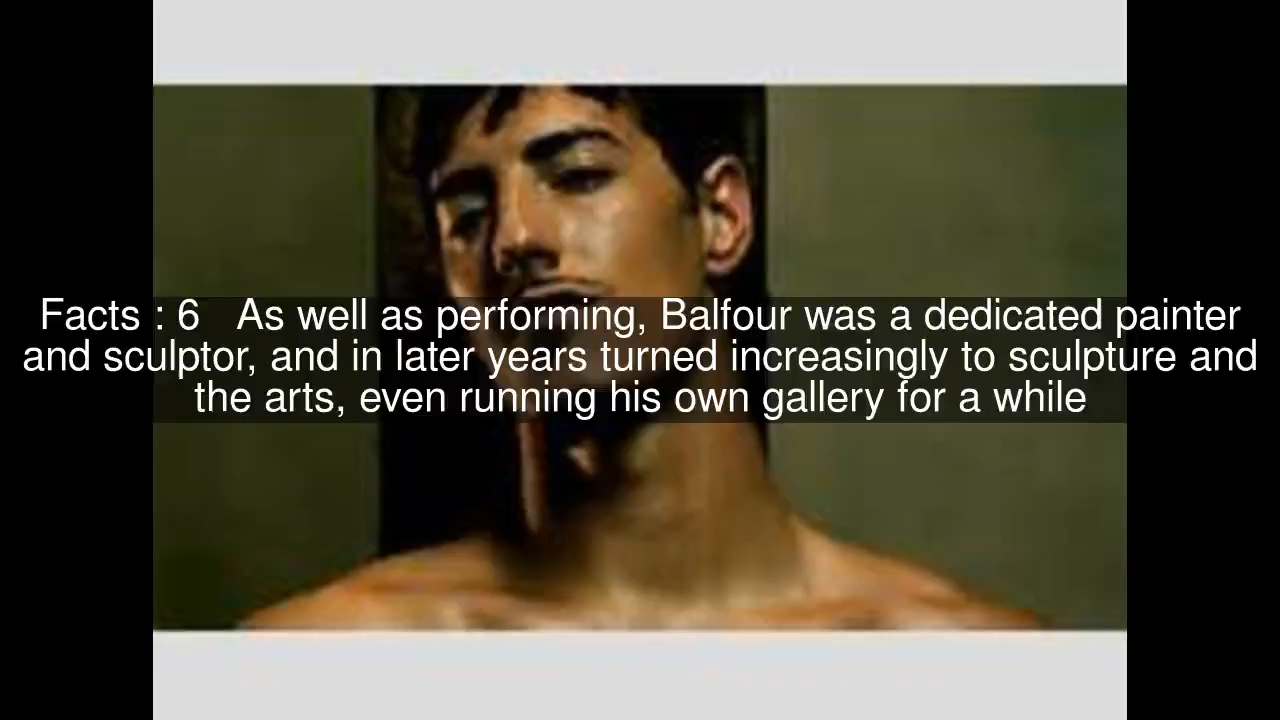 Facts : 6   As well as performing, Balfour was a dedicated painter
and sculptor, and in later years turned increasingly to sculpture and
the arts, even running his own gallery for a while